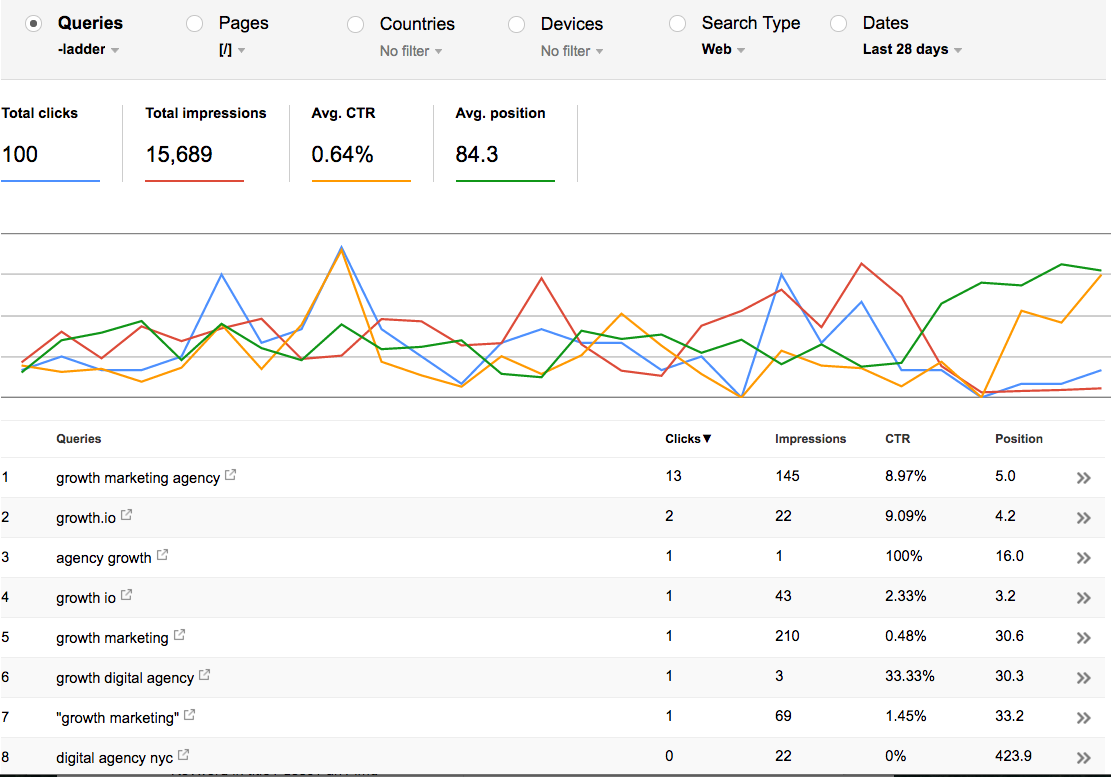 Queries Pages Countries Devices Search Type Dates
-ladder [/] No filter No filter Web Last 28 days
Total clicks Total impressions Avg. CTR Avg. position
100 15,689 0.64% 84.3
Queries Clicks▼ Impressions CTR Position
1 growth marketing agency 13 145 8.97% 5.0
2 growth.io 2 22 9.09% 4.2
3 agency growth 1 1 100% 16.0
4 growth io 1 43 2.33% 3.2
5 growth marketing 1 210 0.48% 30.6
6 growth digital agency 1 3 33.33% 30.3
7 "growth marketing" 1 69 1.45% 33.2
8 digital agency nyc 0 22 0% 423.9